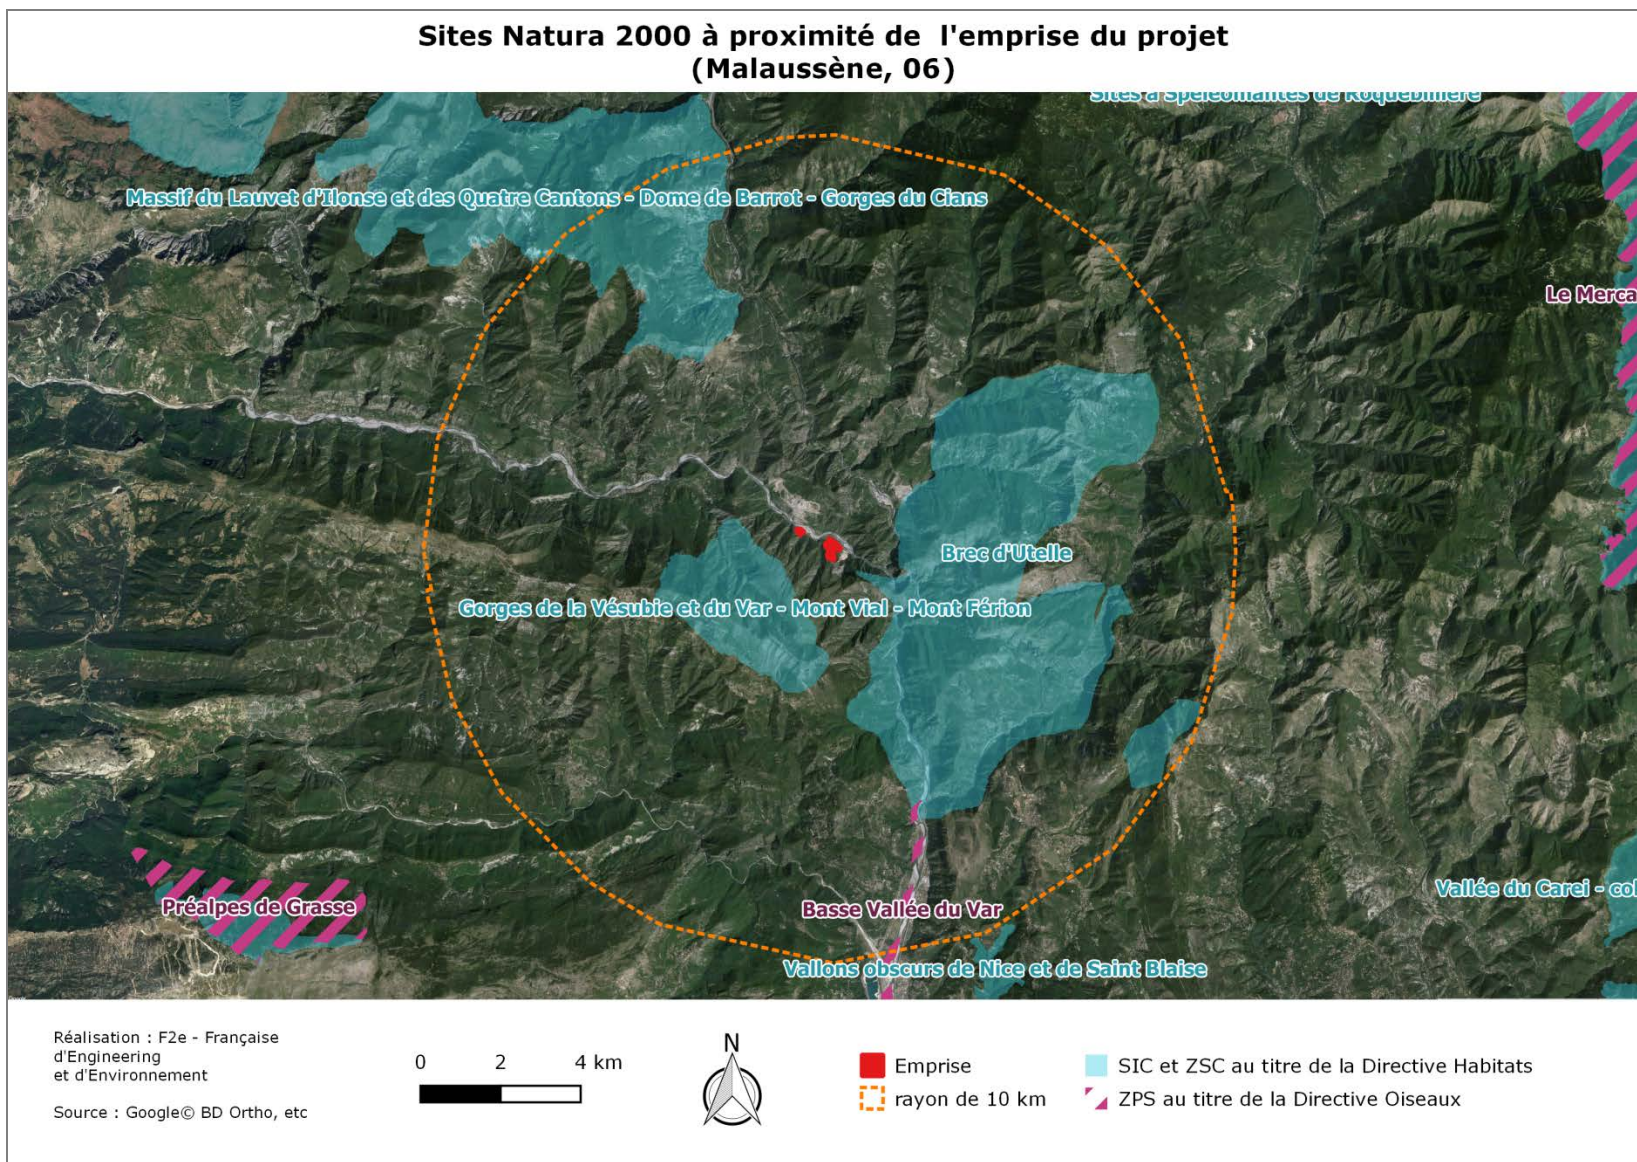 Sites Natura 2000 à proximité de l'emprise du projet
(Malaussène, 06)
Sites à Spéléomantes de Roquebillière
Massif du Lauvet d'Ilonse et des Quatre Cantons - Dome de Barrot - Gorges du Cians
Le Merca
Brec d'Utelle
Gorges de la Vésubie et du Var - Mont Vial - Mont Férion
Vallée du Carei - col
Préalpes de Grasse
Basse Vallée du Var
Vallons obscurs de Nice et de Saint Blaise
Réalisation : F2e - Française
d'Engineering
et d'Environnement
Source : Google© BD Ortho, etc
0 2 4 km
N
Emprise
rayon de 10 km
SIC et ZSC au titre de la Directive Habitats
ZPS au titre de la Directive Oiseaux